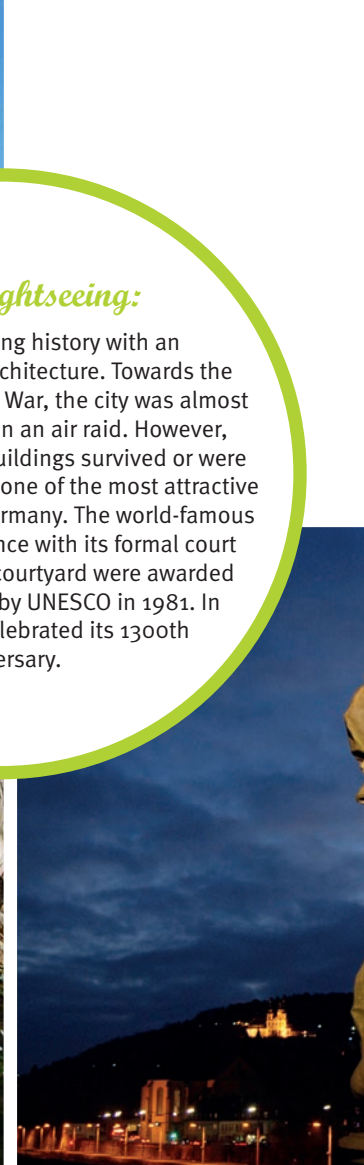 ghtseeing:
ng history with an
chitecture. Towards the
War, the city was almost
n an air raid. However,
uildings survived or were
one of the most attractive
ermany. The world-famous
nce with its formal court
courtyard were awarded
by UNESCO in 1981. In
lebrated its 1300th
ersary.